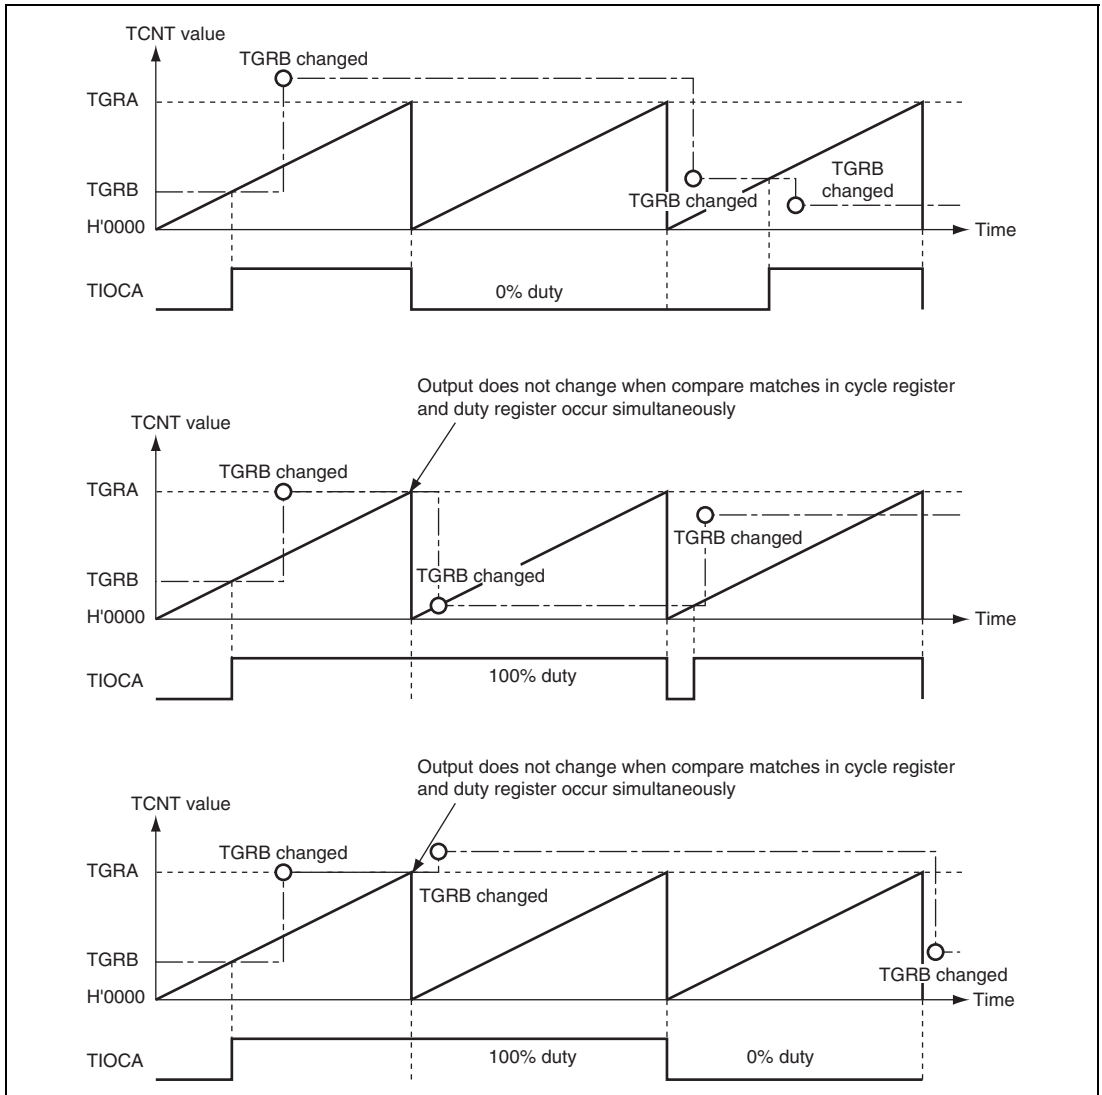 TCNT value
TGRB changed
TGRA
TGRB
changed
TGRB
TGRB changed
H'0000
Time
TIOCA
0% duty
Output does not change when compare matches in cycle register
and duty register occur simultaneously
TCNT value
TGRB changed
TGRA
TGRB changed
TGRB changed
TGRB
H'0000
Time
TIOCA
100% duty
Output does not change when compare matches in cycle register
and duty register occur simultaneously
TCNT value
TGRB changed
TGRA
TGRB changed
TGRB
TGRB changed
H'0000
Time
TIOCA
100% duty
0% duty